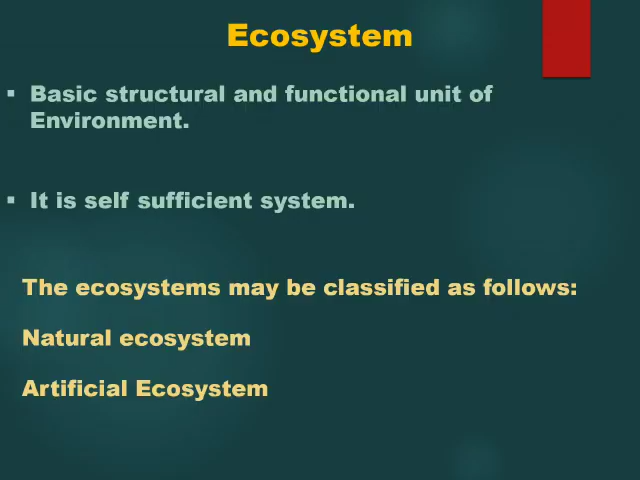 Ecosystem
▪ Basic structural and functional unit of
Environment.
▪ It is self sufficient system.
The ecosystems may be classified as follows:
Natural ecosystem
Artificial Ecosystem